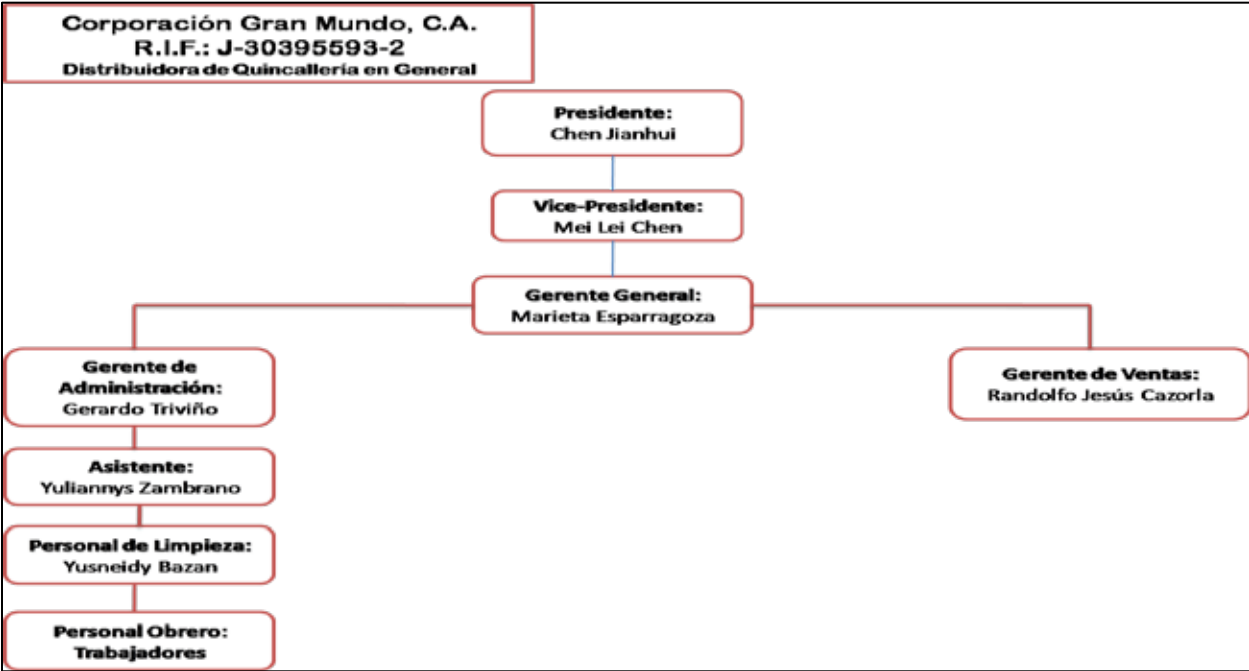 Corporación Gran Mundo, C.A.
R.I.F.: J-30395593-2
Distribuidora de Quincallería en General
Presidente:
Chen Jianhui
Vice-Presidente:
Mei Lei Chen
Gerente General:
Marieta Esparragoza
Gerente de
Administración:
Gerardo Triviño
Gerente de Ventas:
Randolfo Jesús Cazorla
Asistente:
Yuliannys Zambrano
Personal de Limpieza:
Yusneidy Bazan
Personal Obrero:
Trabajadores